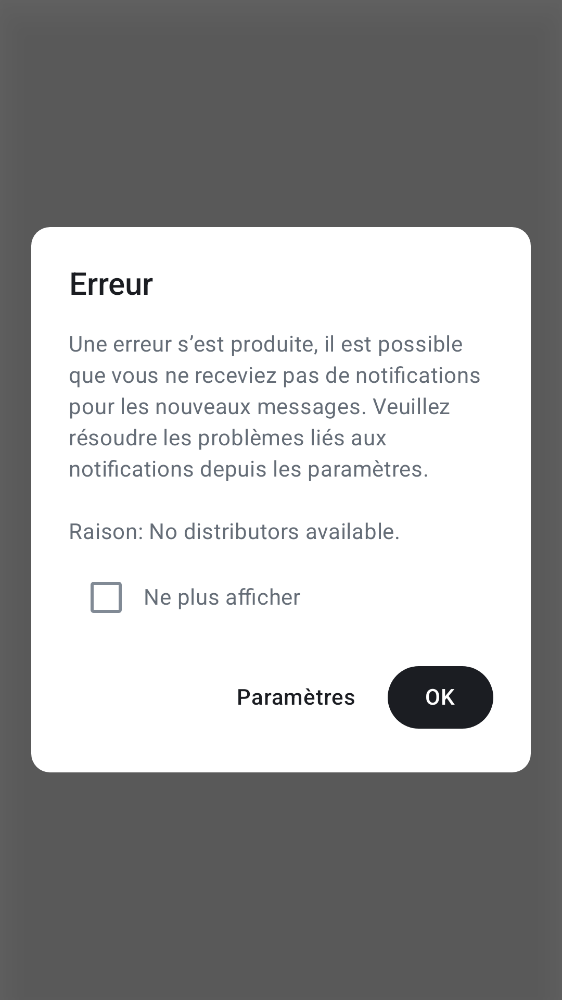 Erreur
Une erreur s’est produite, il est possible
que vous ne receviez pas de notifications
pour les nouveaux messages. Veuillez
résoudre les problèmes liés aux
notifications depuis les paramètres.
Raison: No distributors available.
Ne plus afficher
Paramètres
OK